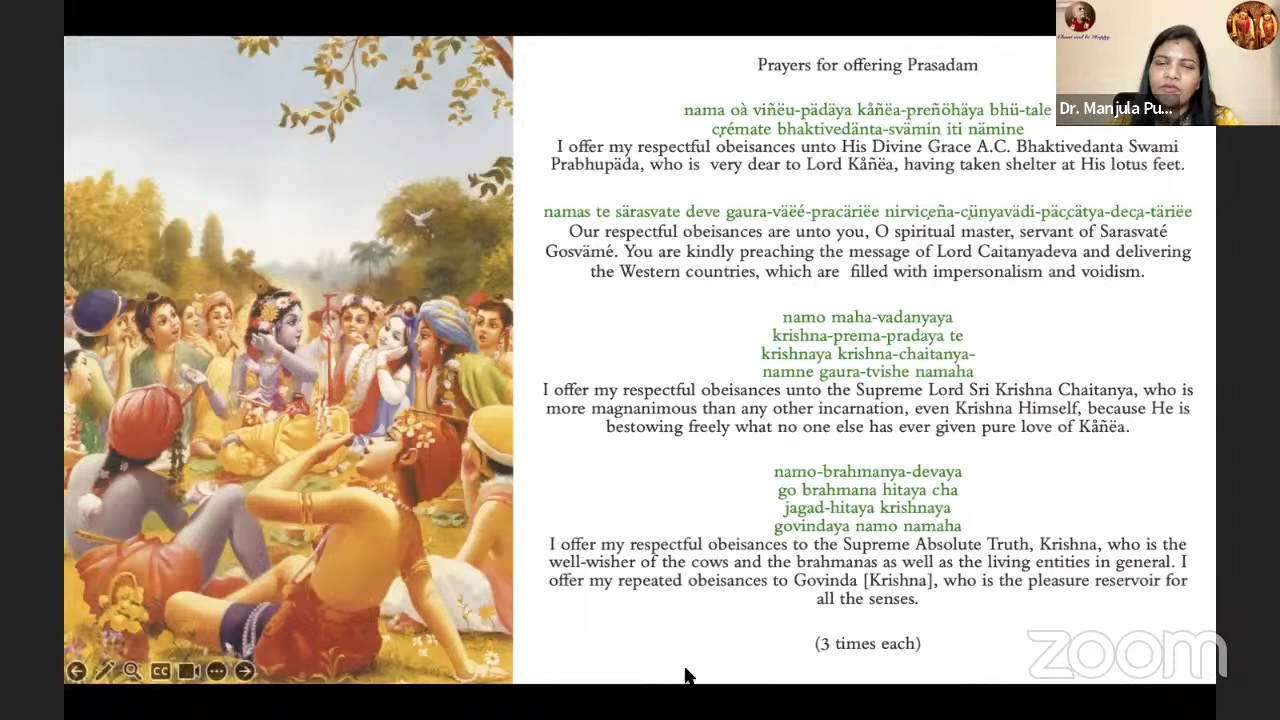 Prayers for offering Prasadam
nama oà viñëu-pädäya kåñëa-preñöhäya bhü-tale
çrémate bhaktivedänta-svämin iti nämine
I offer my respectful obeisances unto His Divine Grace A.C. Bhaktivedanta Swami
Prabhupäda, who is very dear to Lord Kåñëa, having taken shelter at His lotus feet.
namas te särasvate deve gaura-väëé-pracäriëe nirviçeña-çünyavädi-päçcätya-deça-täriëe
Our respectful obeisances are unto you, O spiritual master, servant of Sarasvaté
Gosvämé. You are kindly preaching the message of Lord Caitanyadeva and delivering
the Western countries, which are filled with impersonalism and voidism.
namo maha-vadanyaya
krishna-prema-pradaya te
krishnaya krishna-chaitanya-
namne gaura-tvishe namaha
I offer my respectful obeisances unto the Supreme Lord Sri Krishna Chaitanya, who is
more magnanimous than any other incarnation, even Krishna Himself, because He is
bestowing freely what no one else has ever given pure love of Kåñëa.
namo-brahmanya-devaya
go brahmana hitaya cha
jagad-hitaya krishnaya
govindaya namo namaha
I offer my respectful obeisances to the Supreme Absolute Truth, Krishna, who is the
well-wisher of the cows and the brahmanas as well as the living entities in general. I
offer my repeated obeisances to Govinda [Krishna], who is the pleasure reservoir for
all the senses.
(3 times each)
Chant and be Happy
Dr. Manjula Pu...
CC
zoom